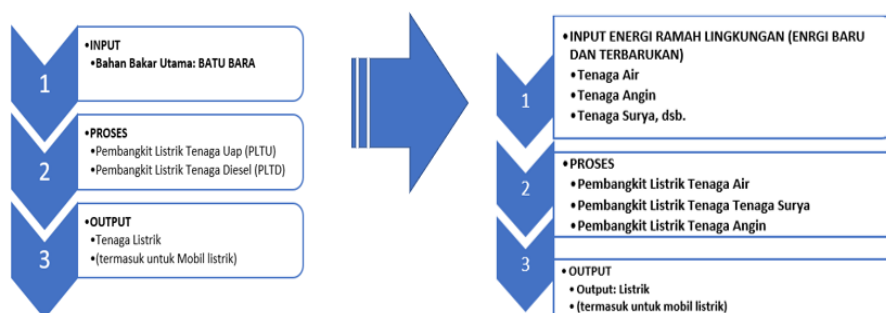 1
•INPUT
•Bahan Bakar Utama: BATU BARA
2
•PROSES
•Pembangkit Listrik Tenaga Uap (PLTU)
•Pembangkit Listrik Tenaga Diesel (PLTD)
3
•OUTPUT
•Tenaga Listrik
•(termasuk untuk Mobil listrik)
1
•INPUT ENERGI RAMAH LINGKUNGAN (ENRGI BARU
DAN TERBARUKAN)
•Tenaga Air
•Tenaga Angin
•Tenaga Surya, dsb.
2
•PROSES
•Pembangkit Listrik Tenaga Air
•Pembangkit Listrik Tenaga Tenaga Surya
•Pembangkit Listrik Tenaga Angin
3
•OUTPUT
•Output: Listrik
•(termasuk untuk mobil listrik)